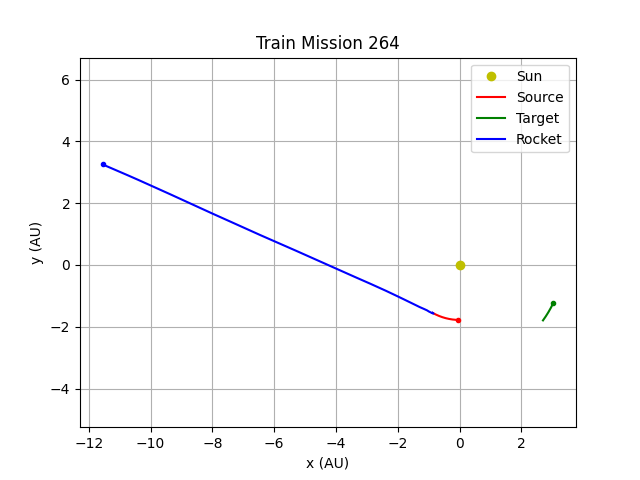 Train Mission 264
Sun
Source
Target
Rocket
6
4
2
0
−2
−4
y (AU)
−12 −10 −8 −6 −4 −2 0 2
x (AU)